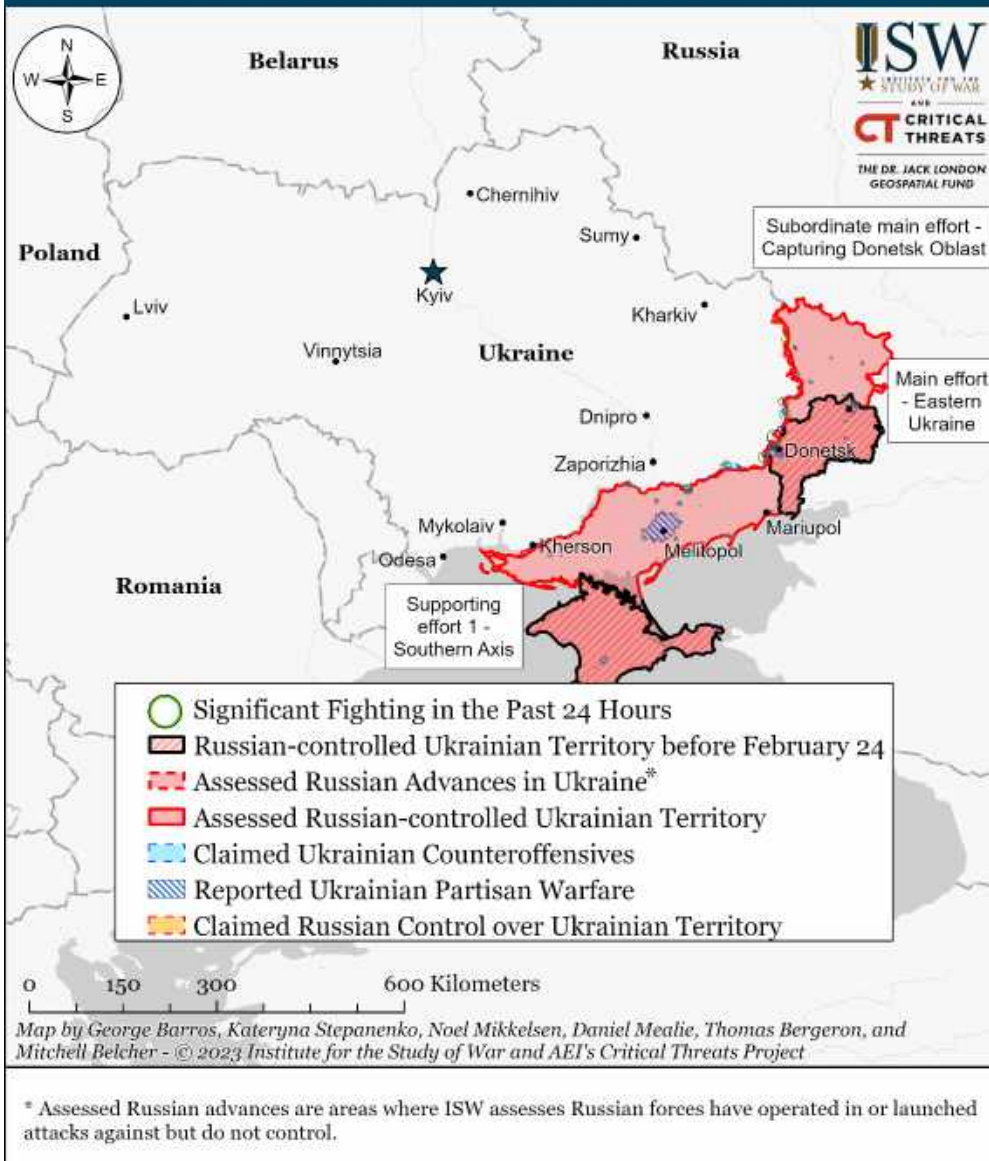 N
W E
S
Belarus
Russia
ISW
INSTITUTE FOR THE
STUDY OF WAR
AND
CT CRITICAL
THREATS
THE DR. JACK LONDON
GEOSPATIAL FUND
Chernihiv
Subordinate main effort -
Capturing Donetsk Oblast
Sumy
Poland
Kyiv
Lviv
Kharkiv
Vinnytsia
Ukraine
Main effort
- Eastern
Ukraine
Dnipro
Donetsk
Zaporizhia
Mykolaiv
Mariupol
Kherson
Melitopol
Odesa
Romania
Supporting
effort 1 -
Southern Axis
Significant Fighting in the Past 24 Hours
Russian-controlled Ukrainian Territory before February 24
Assessed Russian Advances in Ukraine*
Assessed Russian-controlled Ukrainian Territory
Claimed Ukrainian Counteroffensives
Reported Ukrainian Partisan Warfare
Claimed Russian Control over Ukrainian Territory
0 150 300 600 Kilometers
Map by George Barros, Kateryna Stepanenko, Noel Mikkelsen, Daniel Mealie, Thomas Bergeron, and
Mitchell Belcher - © 2023 Institute for the Study of War and AEI's Critical Threats Project
* Assessed Russian advances are areas where ISW assesses Russian forces have operated in or launched
attacks against but do not control.